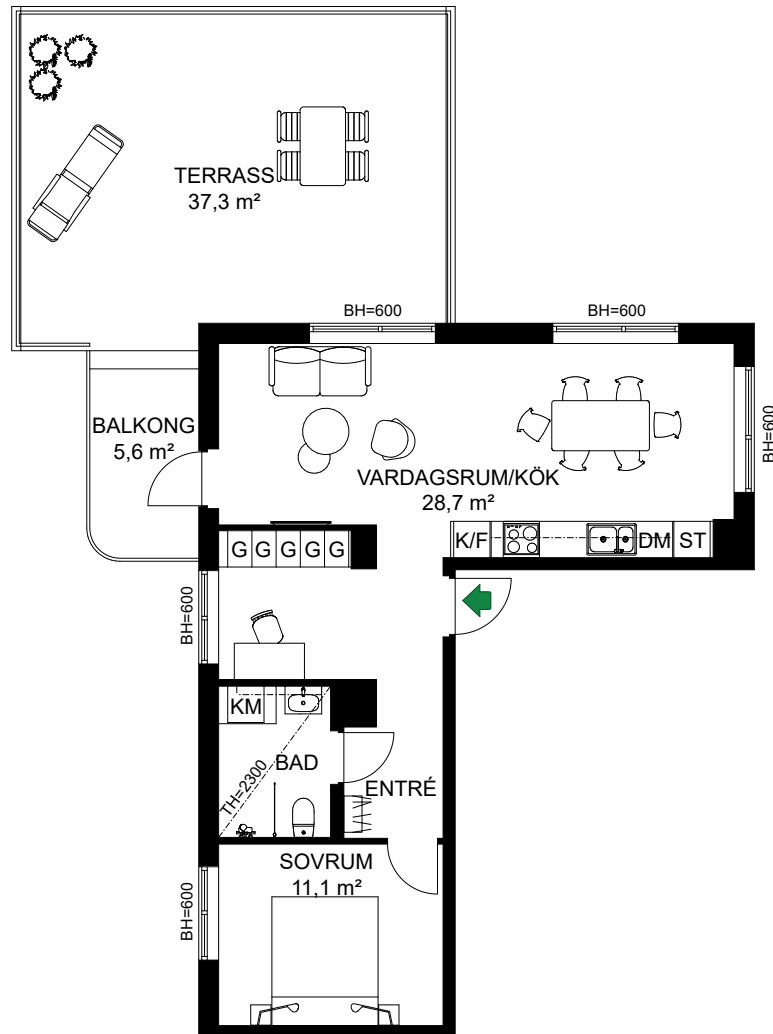 TERRASS
37,3 m²
BH=600
BH=600
BALKONG
5,6 m²
BH=600
VARDAGSRUM/KÖK
28,7 m²
K/F
DM
ST
G G G G G
BH=600
KM
BAD
TH=2300
ENTRÉ
SOVRUM
11,1 m²
BH=600